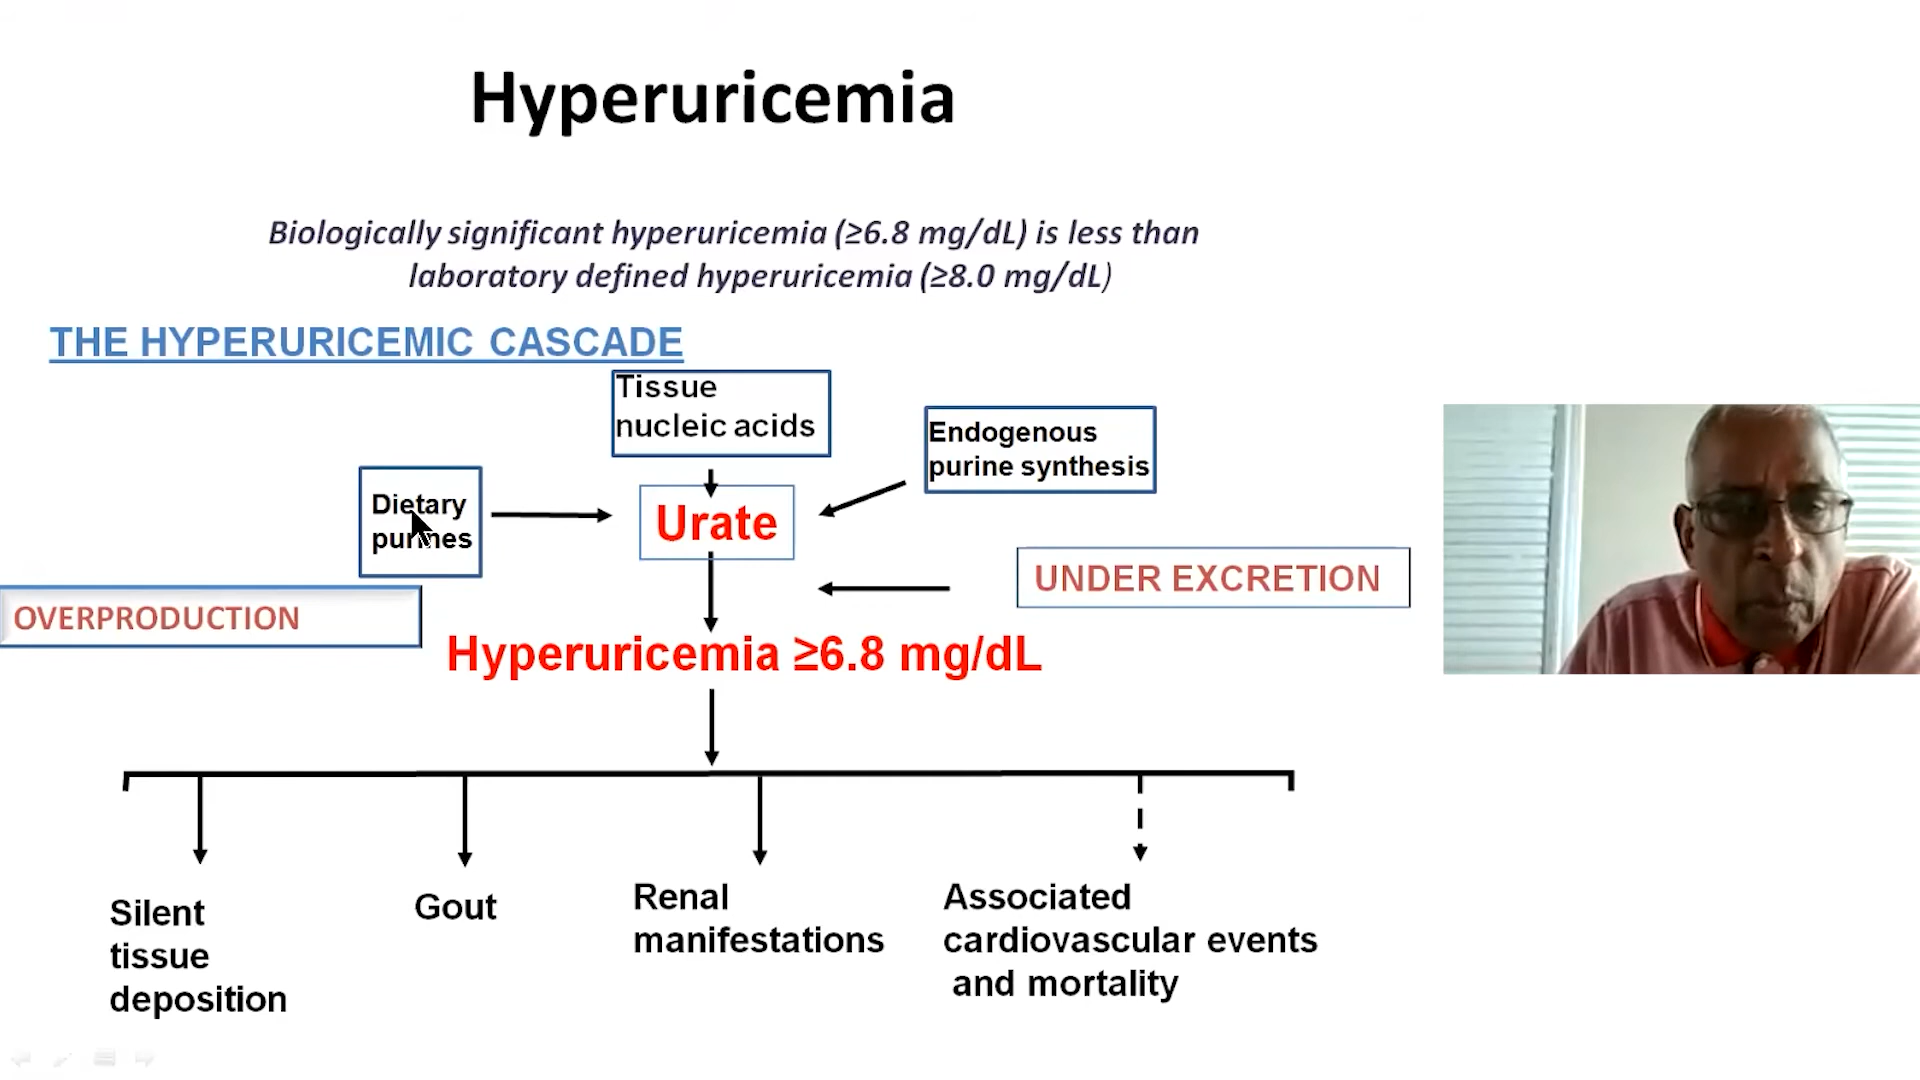 Hyperuricemia
Biologically significant hyperuricemia (≥6.8 mg/dL) is less than
laboratory defined hyperuricemia (≥8.0 mg/dL)
THE HYPERURICEMIC CASCADE
Tissue
nucleic acids
Endogenous
purine synthesis
Dietary
purines
Urate
UNDER EXCRETION
OVERPRODUCTION
Hyperuricemia ≥6.8 mg/dL
Silent
tissue
deposition
Gout
Renal
manifestations
Associated
cardiovascular events
and mortality